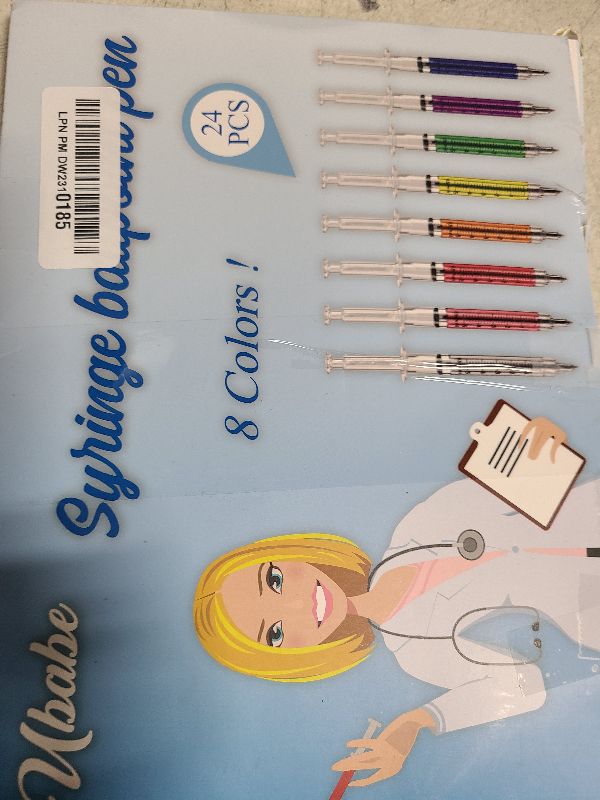 Ubabe
Syringe ballpoint pen
LPN PM DW2310185
24
PCS
8 Colors !